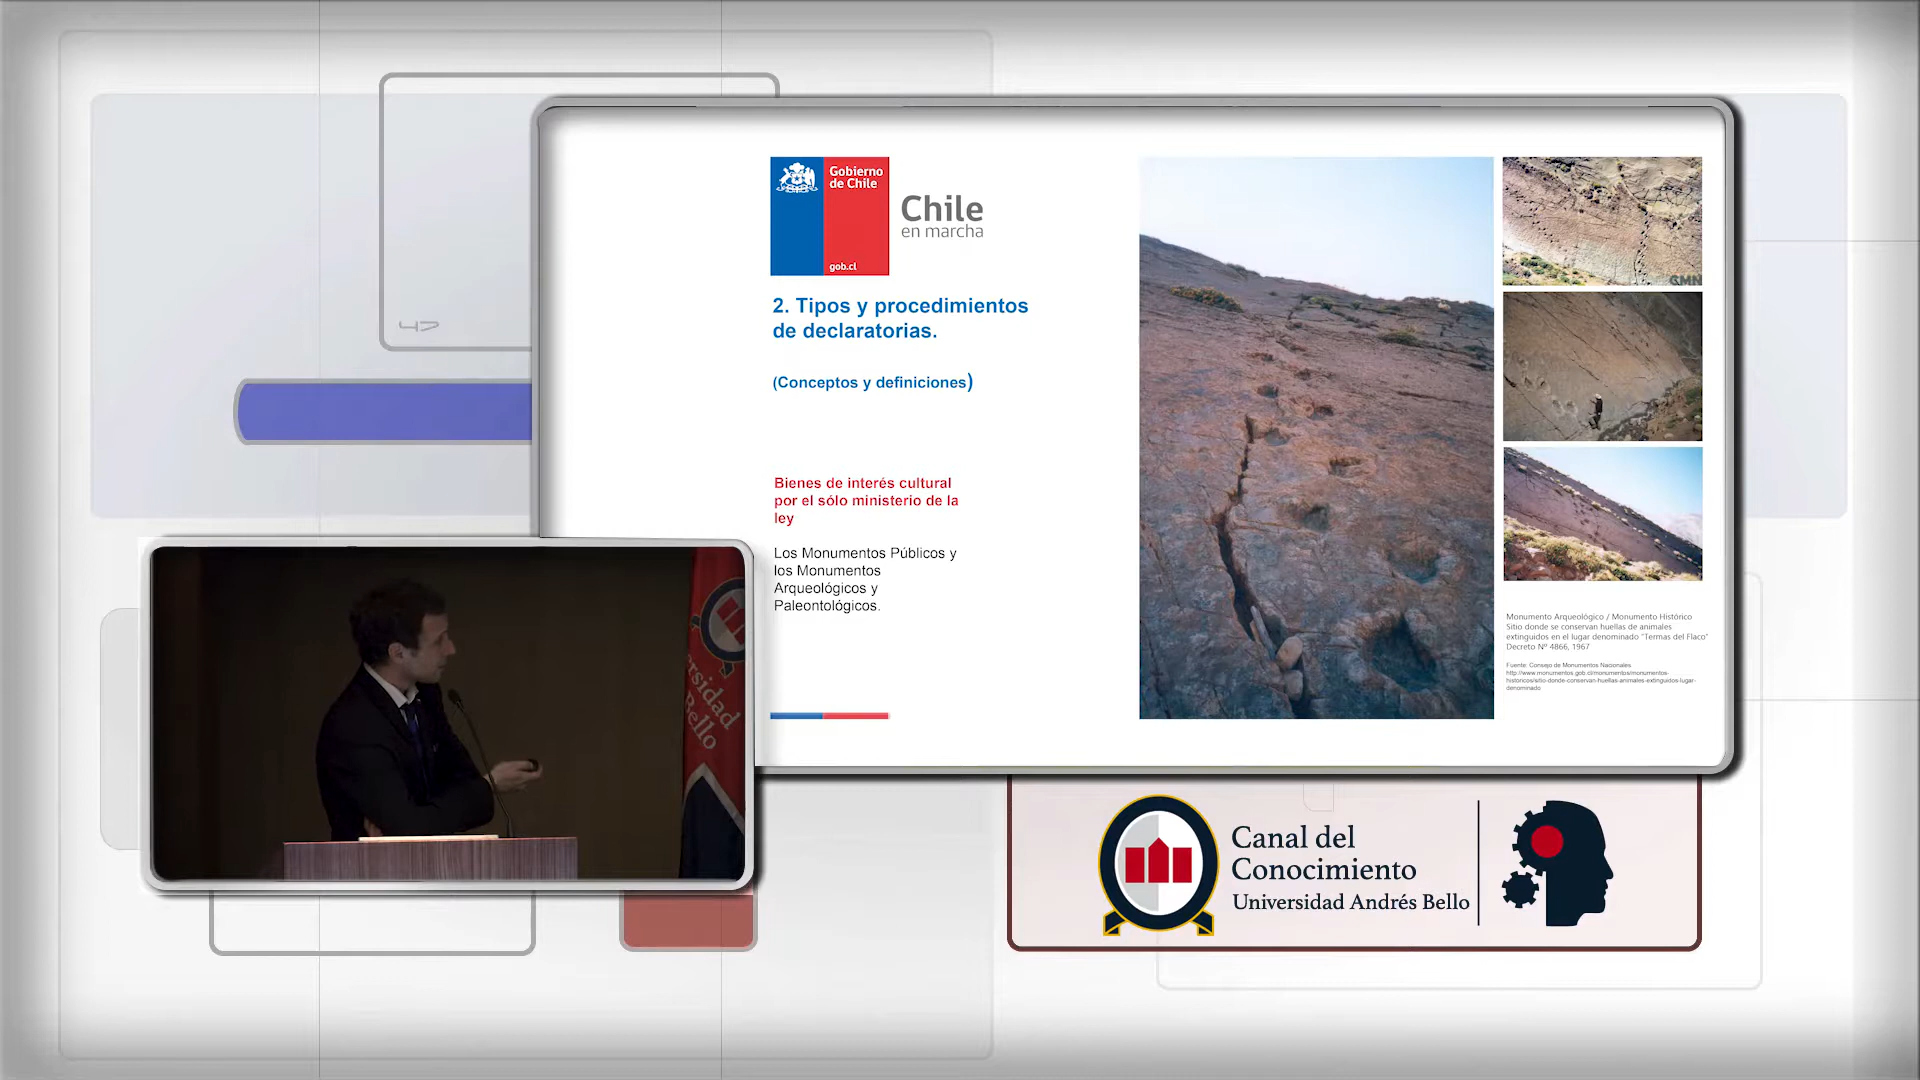 Gobierno
de Chile
gob.cl
Chile
en marcha
2. Tipos y procedimientos
de declaratorias.
(Conceptos y definiciones)
Bienes de interés cultural
por el sólo ministerio de la
ley
Los Monumentos Públicos y
los Monumentos
Arqueológicos y
Paleontológicos.
CMN
Monumento Arqueológico / Monumento Histórico
Sitio donde se conservan huellas de animales
extinguidos en el lugar denominado "Termas del Flaco"
Decreto Nº 4866, 1967
Fuente: Consejo de Monumentos Nacionales
http://www.monumentos.gob.cl/monumentos/monumentos-
historicos/sitio-donde-conservan-huellas-animales-extinguidos-lugar-
denominado
ersidad
Bello
Canal del
Conocimiento
Universidad Andrés Bello